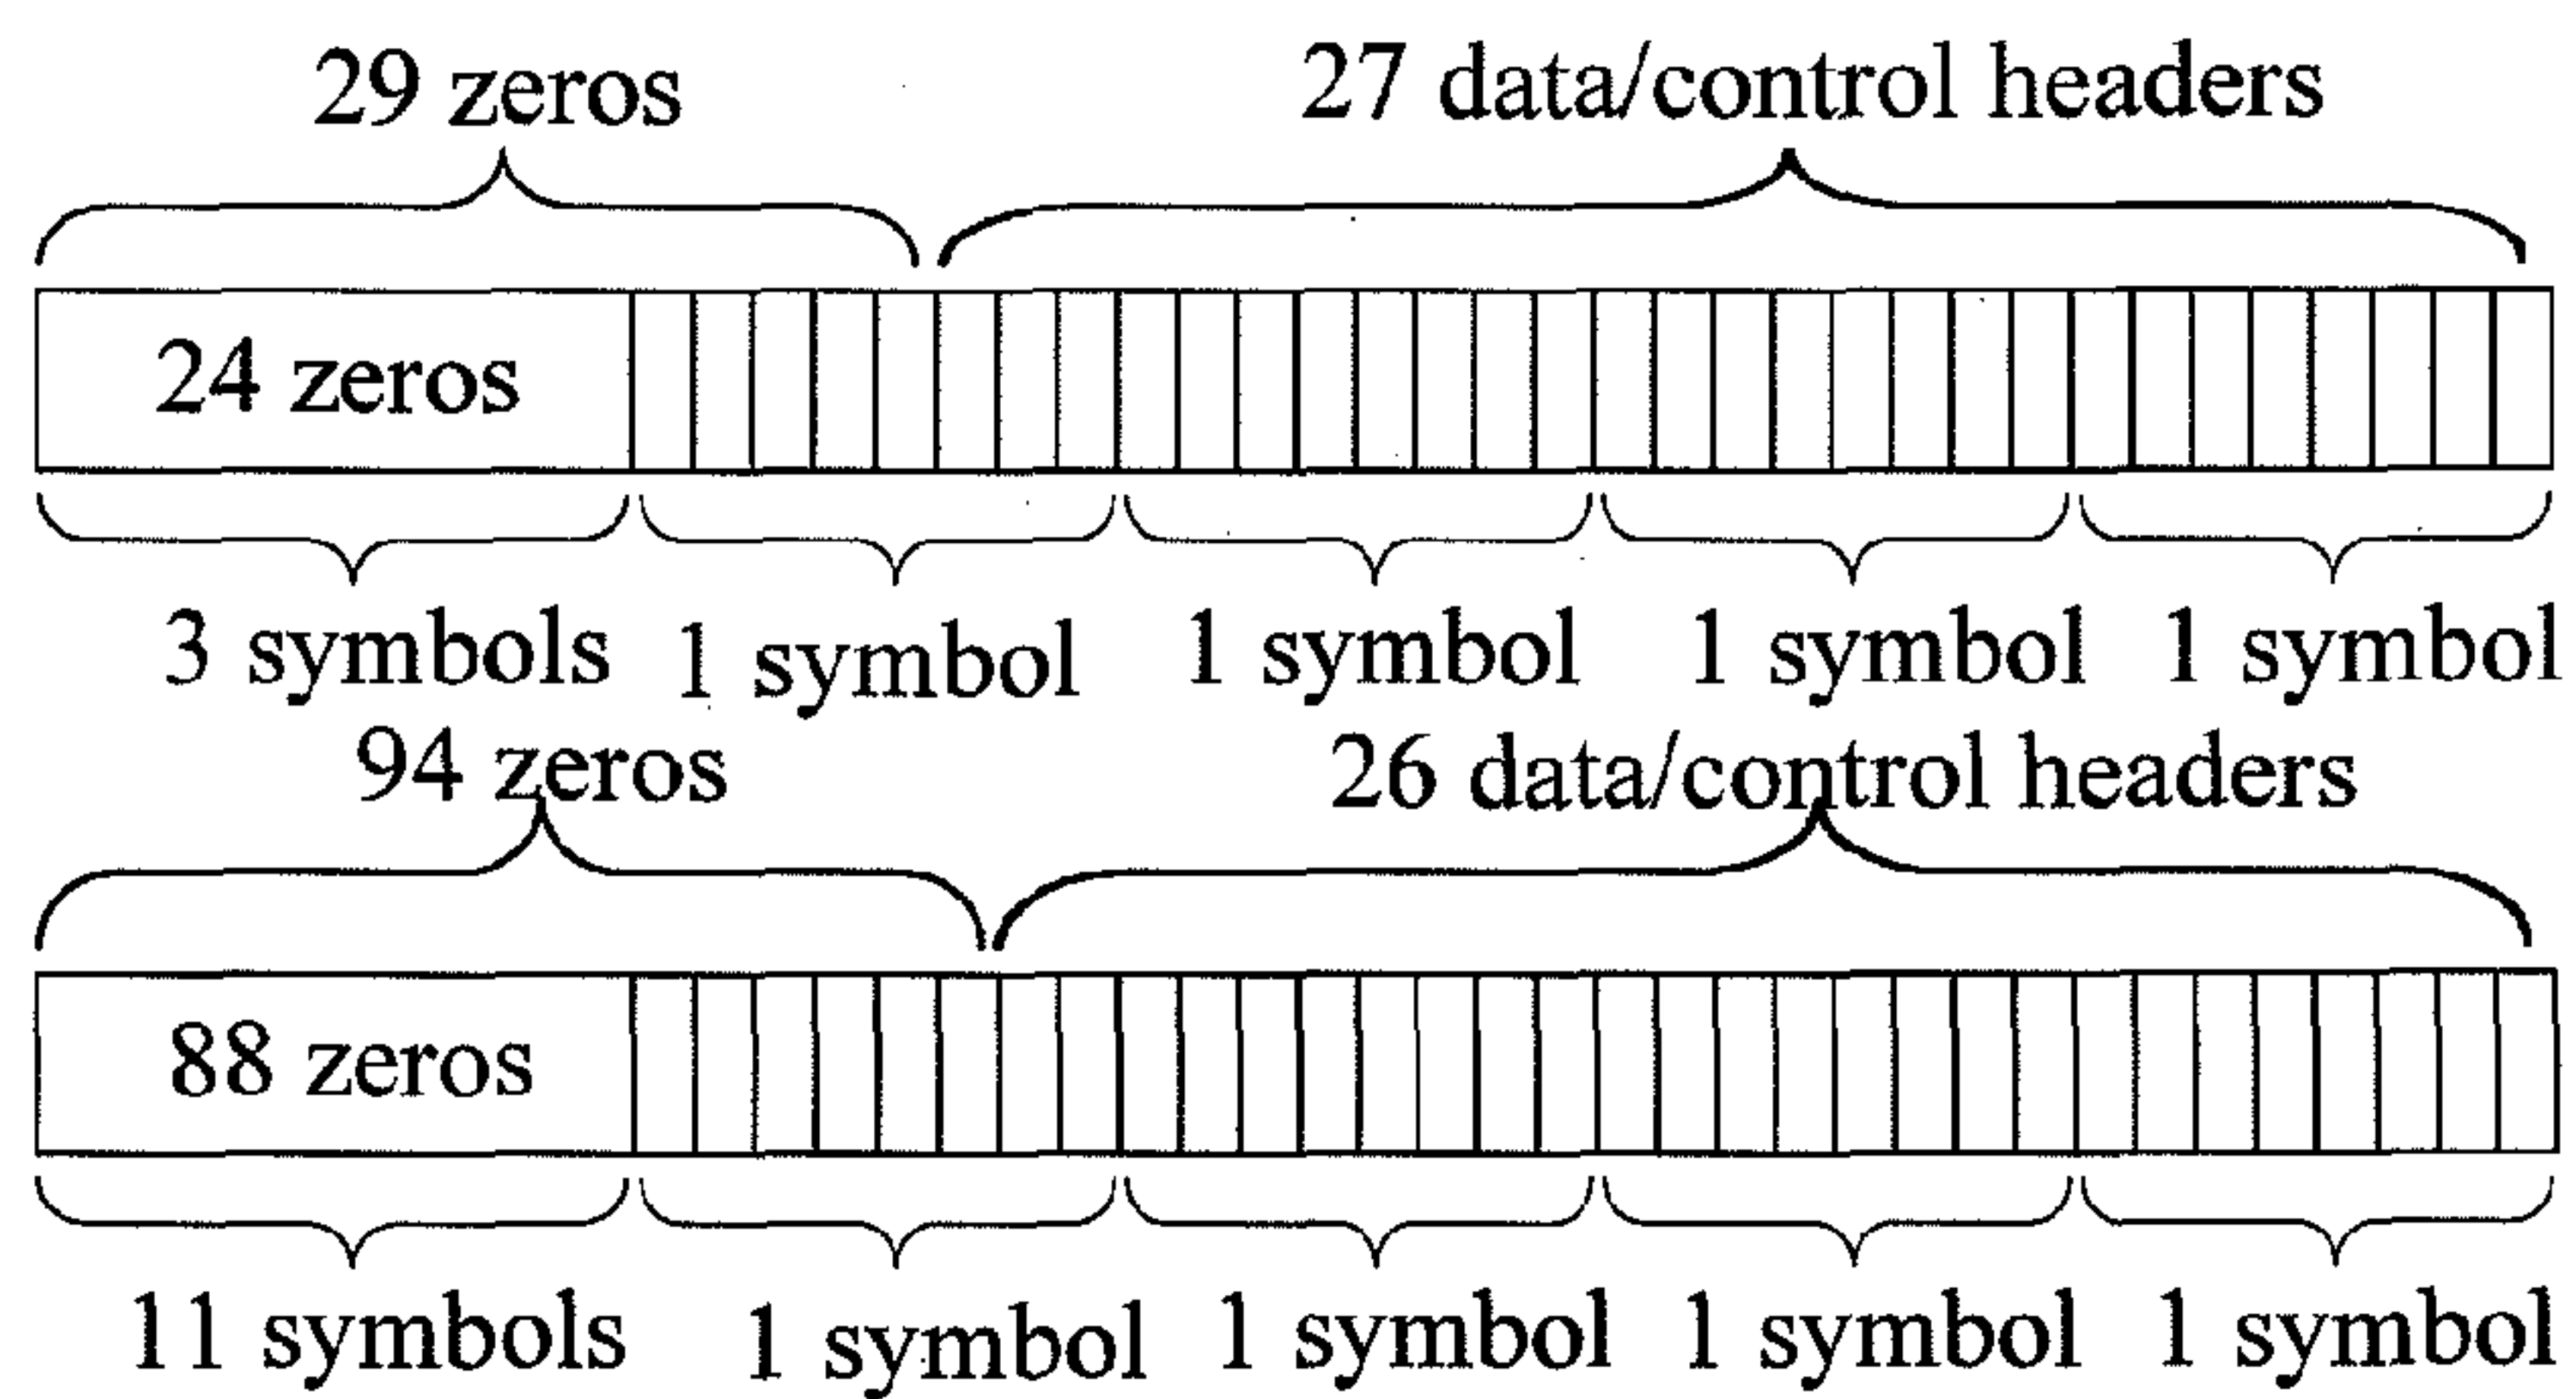 29 zeros 27 data/control headers
24 zeros
3 symbols 1 symbol 1 symbol 1 symbol 1 symbol
94 zeros 26 data/control headers
88 zeros
11 symbols 1 symbol 1 symbol 1 symbol 1 symbol